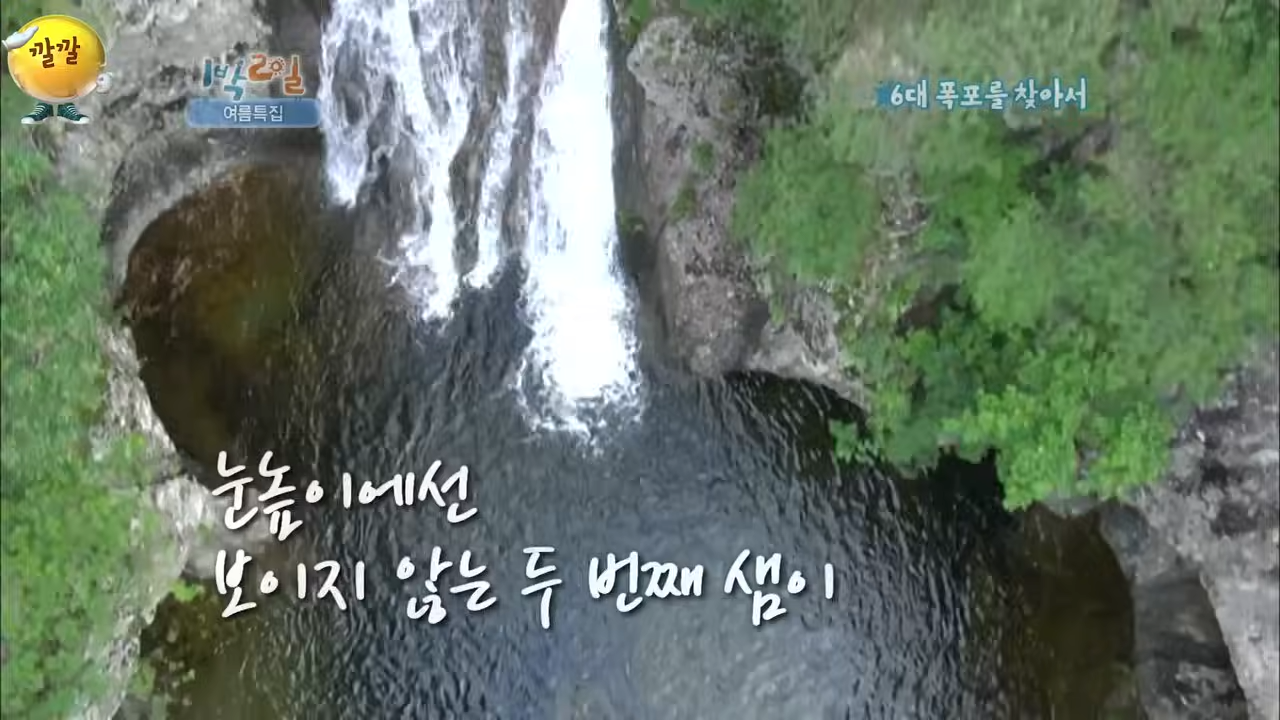 깔깔
1박2일
여름특집
6대 폭포를 찾아서
눈높이에선
보이지 않는 두 번째 샘이